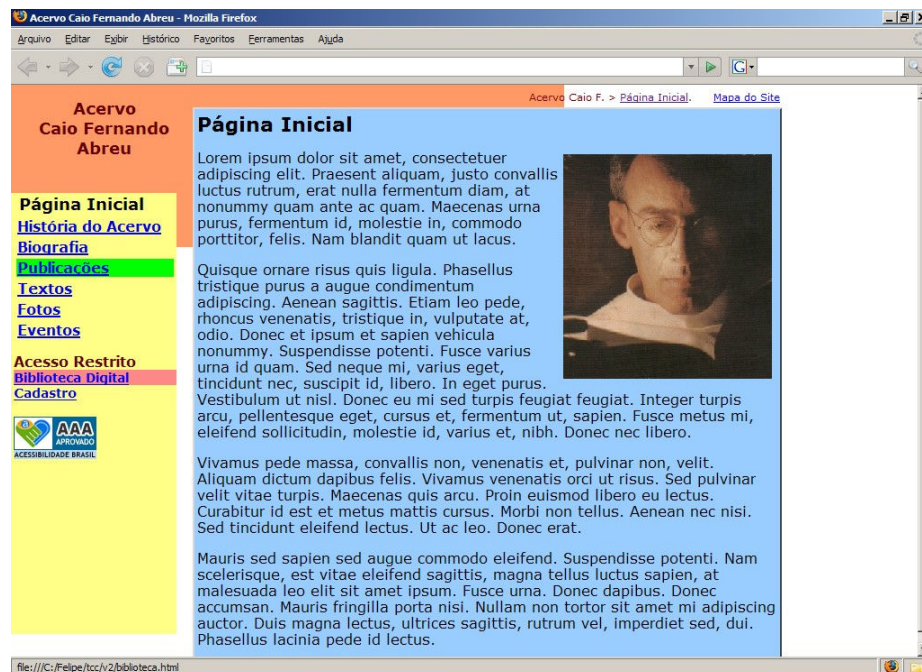 Acervo Caio Fernando Abreu - Mozilla Firefox
Arquivo Editar Exibir Histórico Favoritos Ferramentas Ajuda
G
Acervo Caio F. > Página Inicial. Mapa do Site
Acervo
Caio Fernando
Abreu
Página Inicial
História do Acervo
Biografia
Publicações
Textos
Fotos
Eventos
Acesso Restrito
Biblioteca Digital
Cadastro
AAA
APROVADO
ACESSIBILIDADE BRASIL
Página Inicial
Lorem ipsum dolor sit amet, consectetuer
adipiscing elit. Praesent aliquam, justo convallis
luctus rutrum, erat nulla fermentum diam, at
nonummy quam ante ac quam. Maecenas urna
purus, fermentum id, molestie in, commodo
porttitor, felis. Nam blandit quam ut lacus.
Quisque ornare risus quis ligula. Phasellus
tristique purus a augue condimentum
adipiscing. Aenean sagittis. Etiam leo pede,
rhoncus venenatis, tristique in, vulputate at,
odio. Donec et ipsum et sapien vehicula
nonummy. Suspendisse potenti. Fusce varius
urna id quam. Sed neque mi, varius eget,
tincidunt nec, suscipit id, libero. In eget purus.
Vestibulum ut nisl. Donec eu mi sed turpis feugiat feugiat. Integer turpis
arcu, pellentesque eget, cursus et, fermentum ut, sapien. Fusce metus mi,
eleifend sollicitudin, molestie id, varius et, nibh. Donec nec libero.
Vivamus pede massa, convallis non, venenatis et, pulvinar non, velit.
Aliquam dictum dapibus felis. Vivamus venenatis orci ut risus. Sed pulvinar
velit vitae turpis. Maecenas quis arcu. Proin euismod libero eu lectus.
Curabitur id est et metus mattis cursus. Morbi non tellus. Aenean nec nisi.
Sed tincidunt eleifend lectus. Ut ac leo. Donec erat.
Mauris sed sapien sed augue commodo eleifend. Suspendisse potenti. Nam
scelerisque, est vitae eleifend sagittis, magna tellus luctus sapien, at
malesuada leo elit sit amet ipsum. Fusce urna. Donec dapibus. Donec
accumsan. Mauris fringilla porta nisi. Nullam non tortor sit amet mi adipiscing
auctor. Duis magna lectus, ultrices sagittis, rutrum vel, imperdiet sed, dui.
Phasellus lacinia pede id lectus.
file:///C:/Felipe/tcc/v2/biblioteca.html